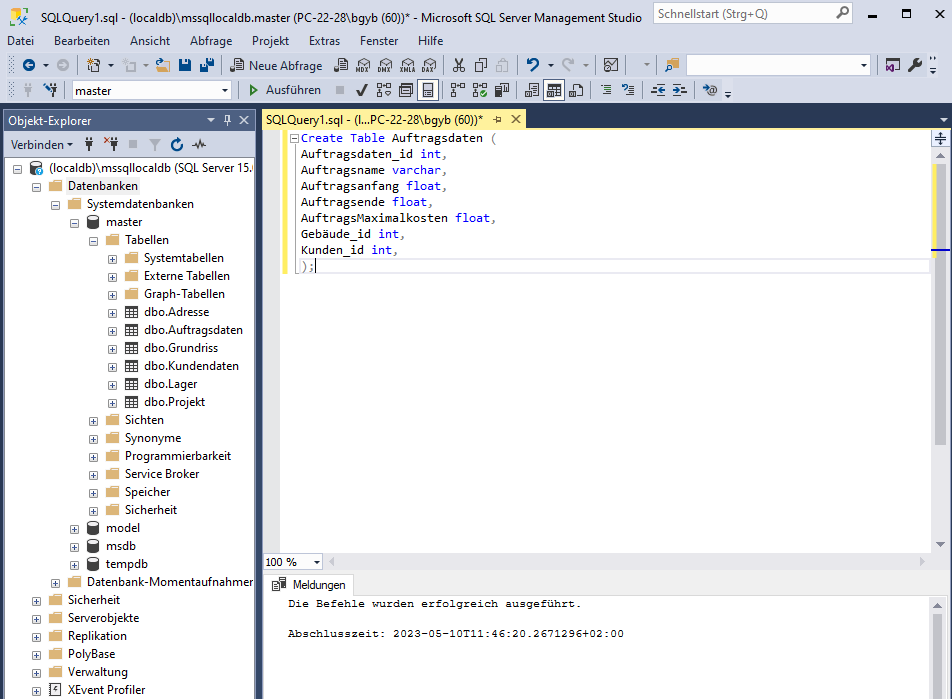 SQLQuery1.sql - (localdb)\mssqllocaldb.master (PC-22-28\bgyb (60))* - Microsoft SQL Server Management Studio
Schnellstart (Strg+Q)
Datei Bearbeiten Ansicht Abfrage Projekt Extras Fenster Hilfe
Neue Abfrage MDX DMX XMLA DAX
master Ausführen
Objekt-Explorer
SQLQuery1.sql - (l...PC-22-28\bgyb (60))*
Verbinden
(localdb)\mssqllocaldb (SQL Server 15.
Datenbanken
Systemdatenbanken
master
Tabellen
Systemtabellen
Externe Tabellen
Graph-Tabellen
dbo.Adresse
dbo.Auftragsdaten
dbo.Grundriss
dbo.Kundendaten
dbo.Lager
dbo.Projekt
Sichten
Synonyme
Programmierbarkeit
Service Broker
Speicher
Sicherheit
model
msdb
tempdb
Datenbank-Momentaufnahmen
Sicherheit
Serverobjekte
Replikation
PolyBase
Verwaltung
XEvent Profiler
Create Table Auftragsdaten (
Auftragsdaten_id int,
Auftragsname varchar,
Auftragsanfang float,
Auftragsende float,
AuftragsMaximalkosten float,
Gebäude_id int,
Kunden_id int,
);
100 %
Meldungen
Die Befehle wurden erfolgreich ausgeführt.
Abschlusszeit: 2023-05-10T11:46:20.2671296+02:00